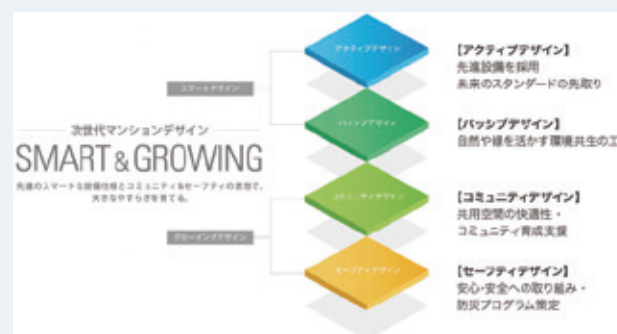 次世代マンションデザイン
SMART & GROWING
先進のスマートな設備仕様とコミュニティ&セーフティの思想で、
大きなやすらぎを育てる。
スマートデザイン
グローイングデザイン
アクティブデザイン
【アクティブデザイン】
先進設備を採用
未来のスタンダードの先取り
パッシブデザイン
【パッシブデザイン】
自然や緑を活かす環境共生の工
コミュニティデザイン
【コミュニティデザイン】
共用空間の快適性・
コミュニティ育成支援
セーフティデザイン
【セーフティデザイン】
安心・安全への取り組み・
防災プログラム策定